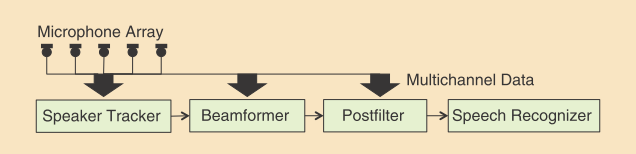 Microphone Array
Multichannel Data
Speaker Tracker
Beamformer
Postfilter
Speech Recognizer